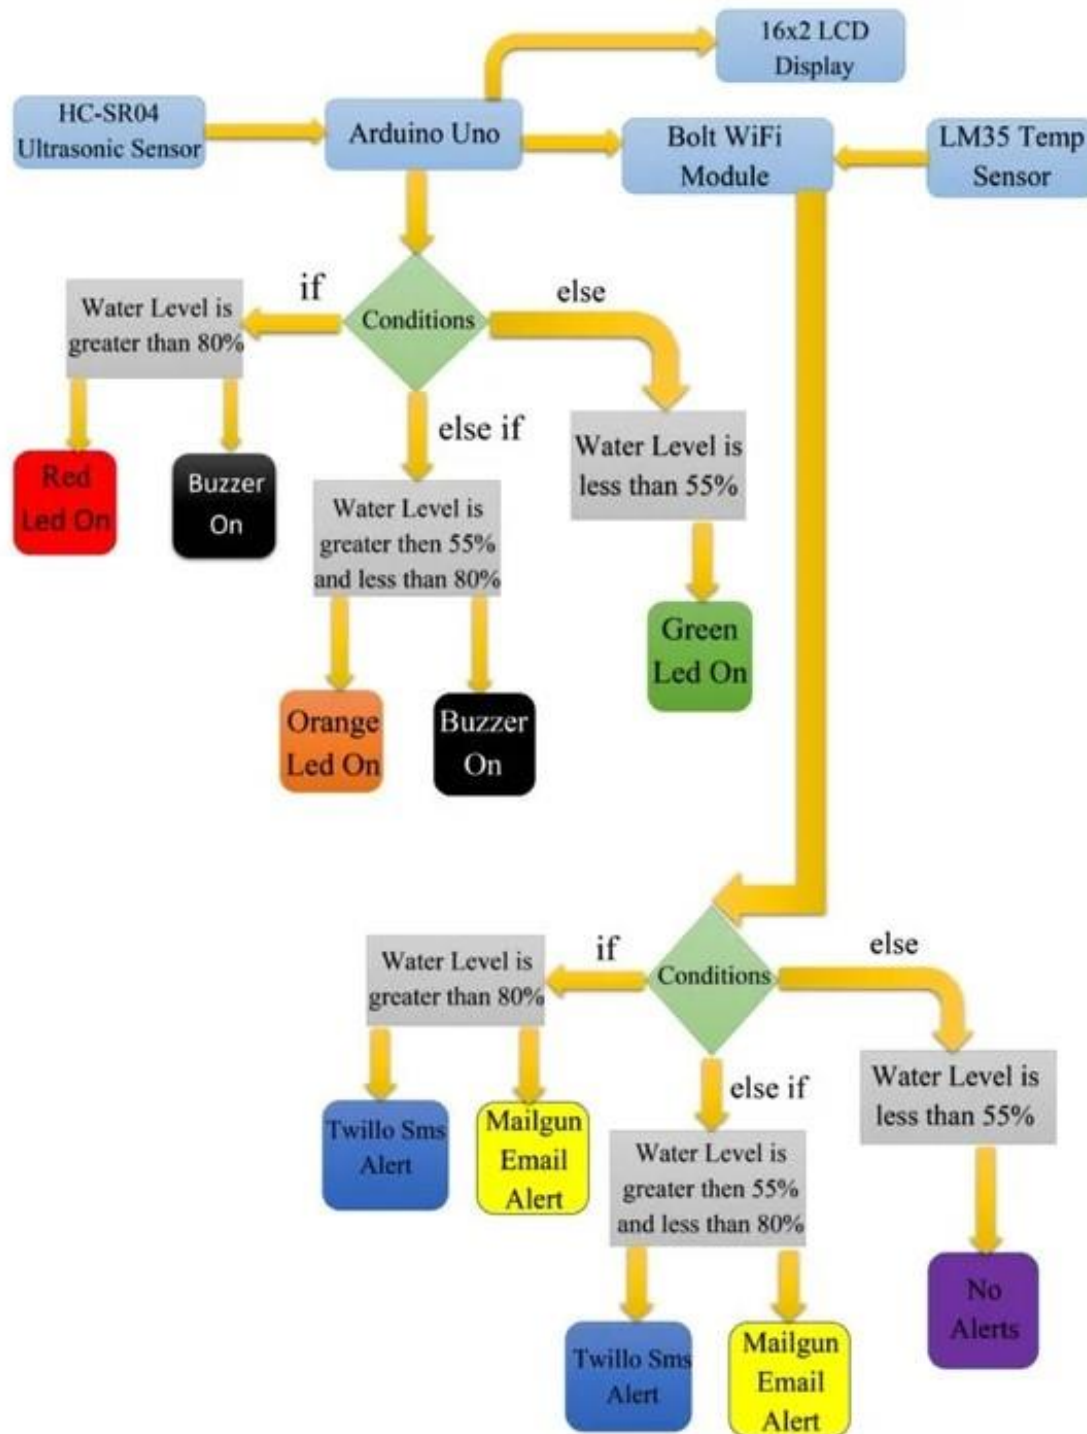 16x2 LCD
Display
HC-SR04
Ultrasonic Sensor
Arduino Uno
Bolt WiFi
Module
LM35 Temp
Sensor
if
Conditions
else
Water Level is
greater than 80%
else if
Water Level is
less than 55%
Red
Led On
Buzzer
On
Water Level is
greater then 55%
and less than 80%
Green
Led On
Orange
Led On
Buzzer
On
if
Conditions
else
Water Level is
greater than 80%
else if
Water Level is
less than 55%
Twillo Sms
Alert
Mailgun
Email
Alert
Water Level is
greater then 55%
and less than 80%
No
Alerts
Twillo Sms
Alert
Mailgun
Email
Alert